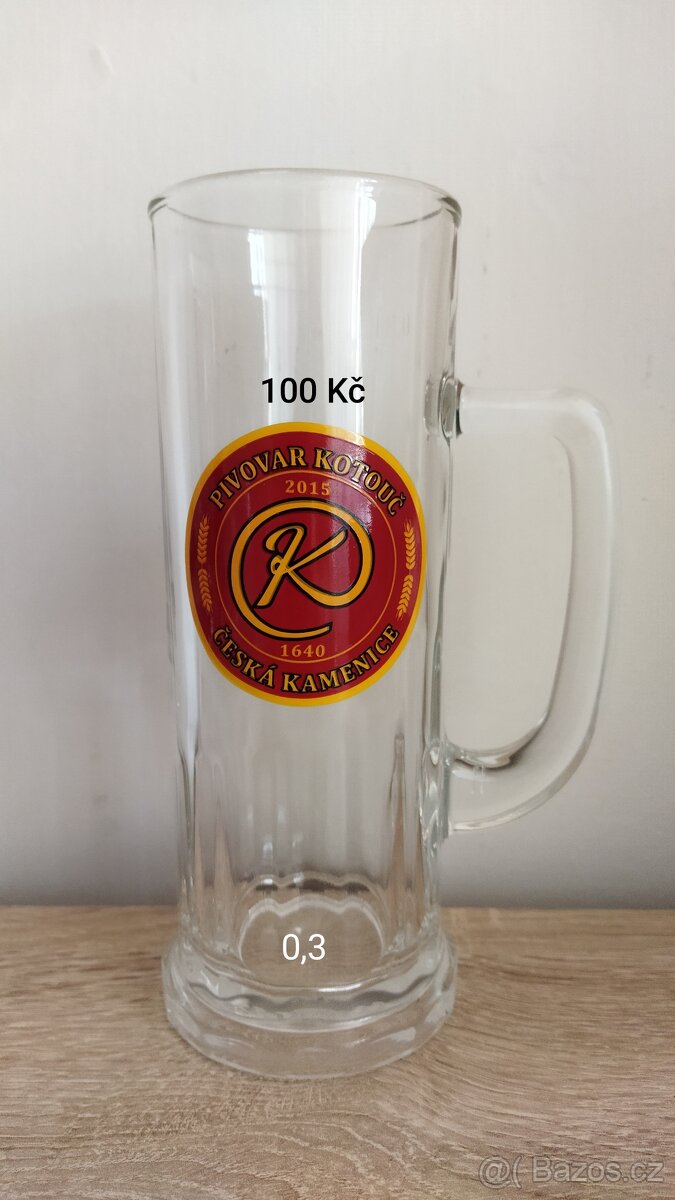 100 Kč
PIVOVAR KOTOUČ
2015
K
1640
ČESKÁ KAMENICE
0,3
@( Bazos.cz